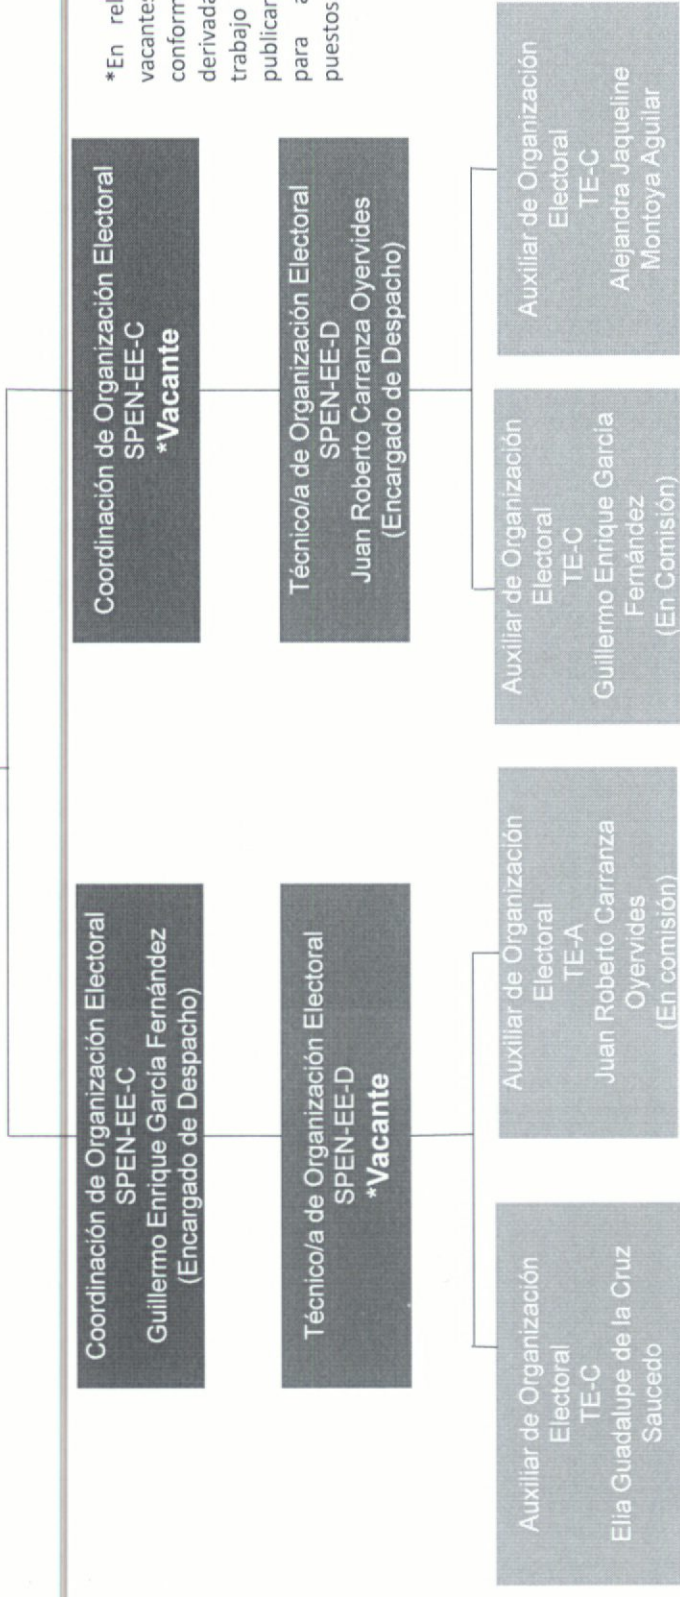 Coordinación de Organización Electoral
SPEN-EE-C
Guillermo Enrique García Fernández
(Encargado de Despacho)
Coordinación de Organización Electoral
SPEN-EE-C
*Vacante
*En rel
vacantes
conform
derivada
trabajo
publicar
para a
puestos
Técnico/a de Organización Electoral
SPEN-EE-D
*Vacante
Técnico/a de Organización Electoral
SPEN-EE-D
Juan Roberto Carranza Oyervides
(Encargado de Despacho)
Auxiliar de Organización
Electoral
TE-C
Elia Guadalupe de la Cruz
Saucedo
Auxiliar de Organización
Electoral
TE-A
Juan Roberto Carranza
Oyervides
(En comisión)
Auxiliar de Organización
Electoral
TE-C
Guillermo Enrique Garcia
Fernández
(En Comisión)
Auxiliar de Organización
Electoral
TE-C
Alejandra Jaqueline
Montoya Aguilar